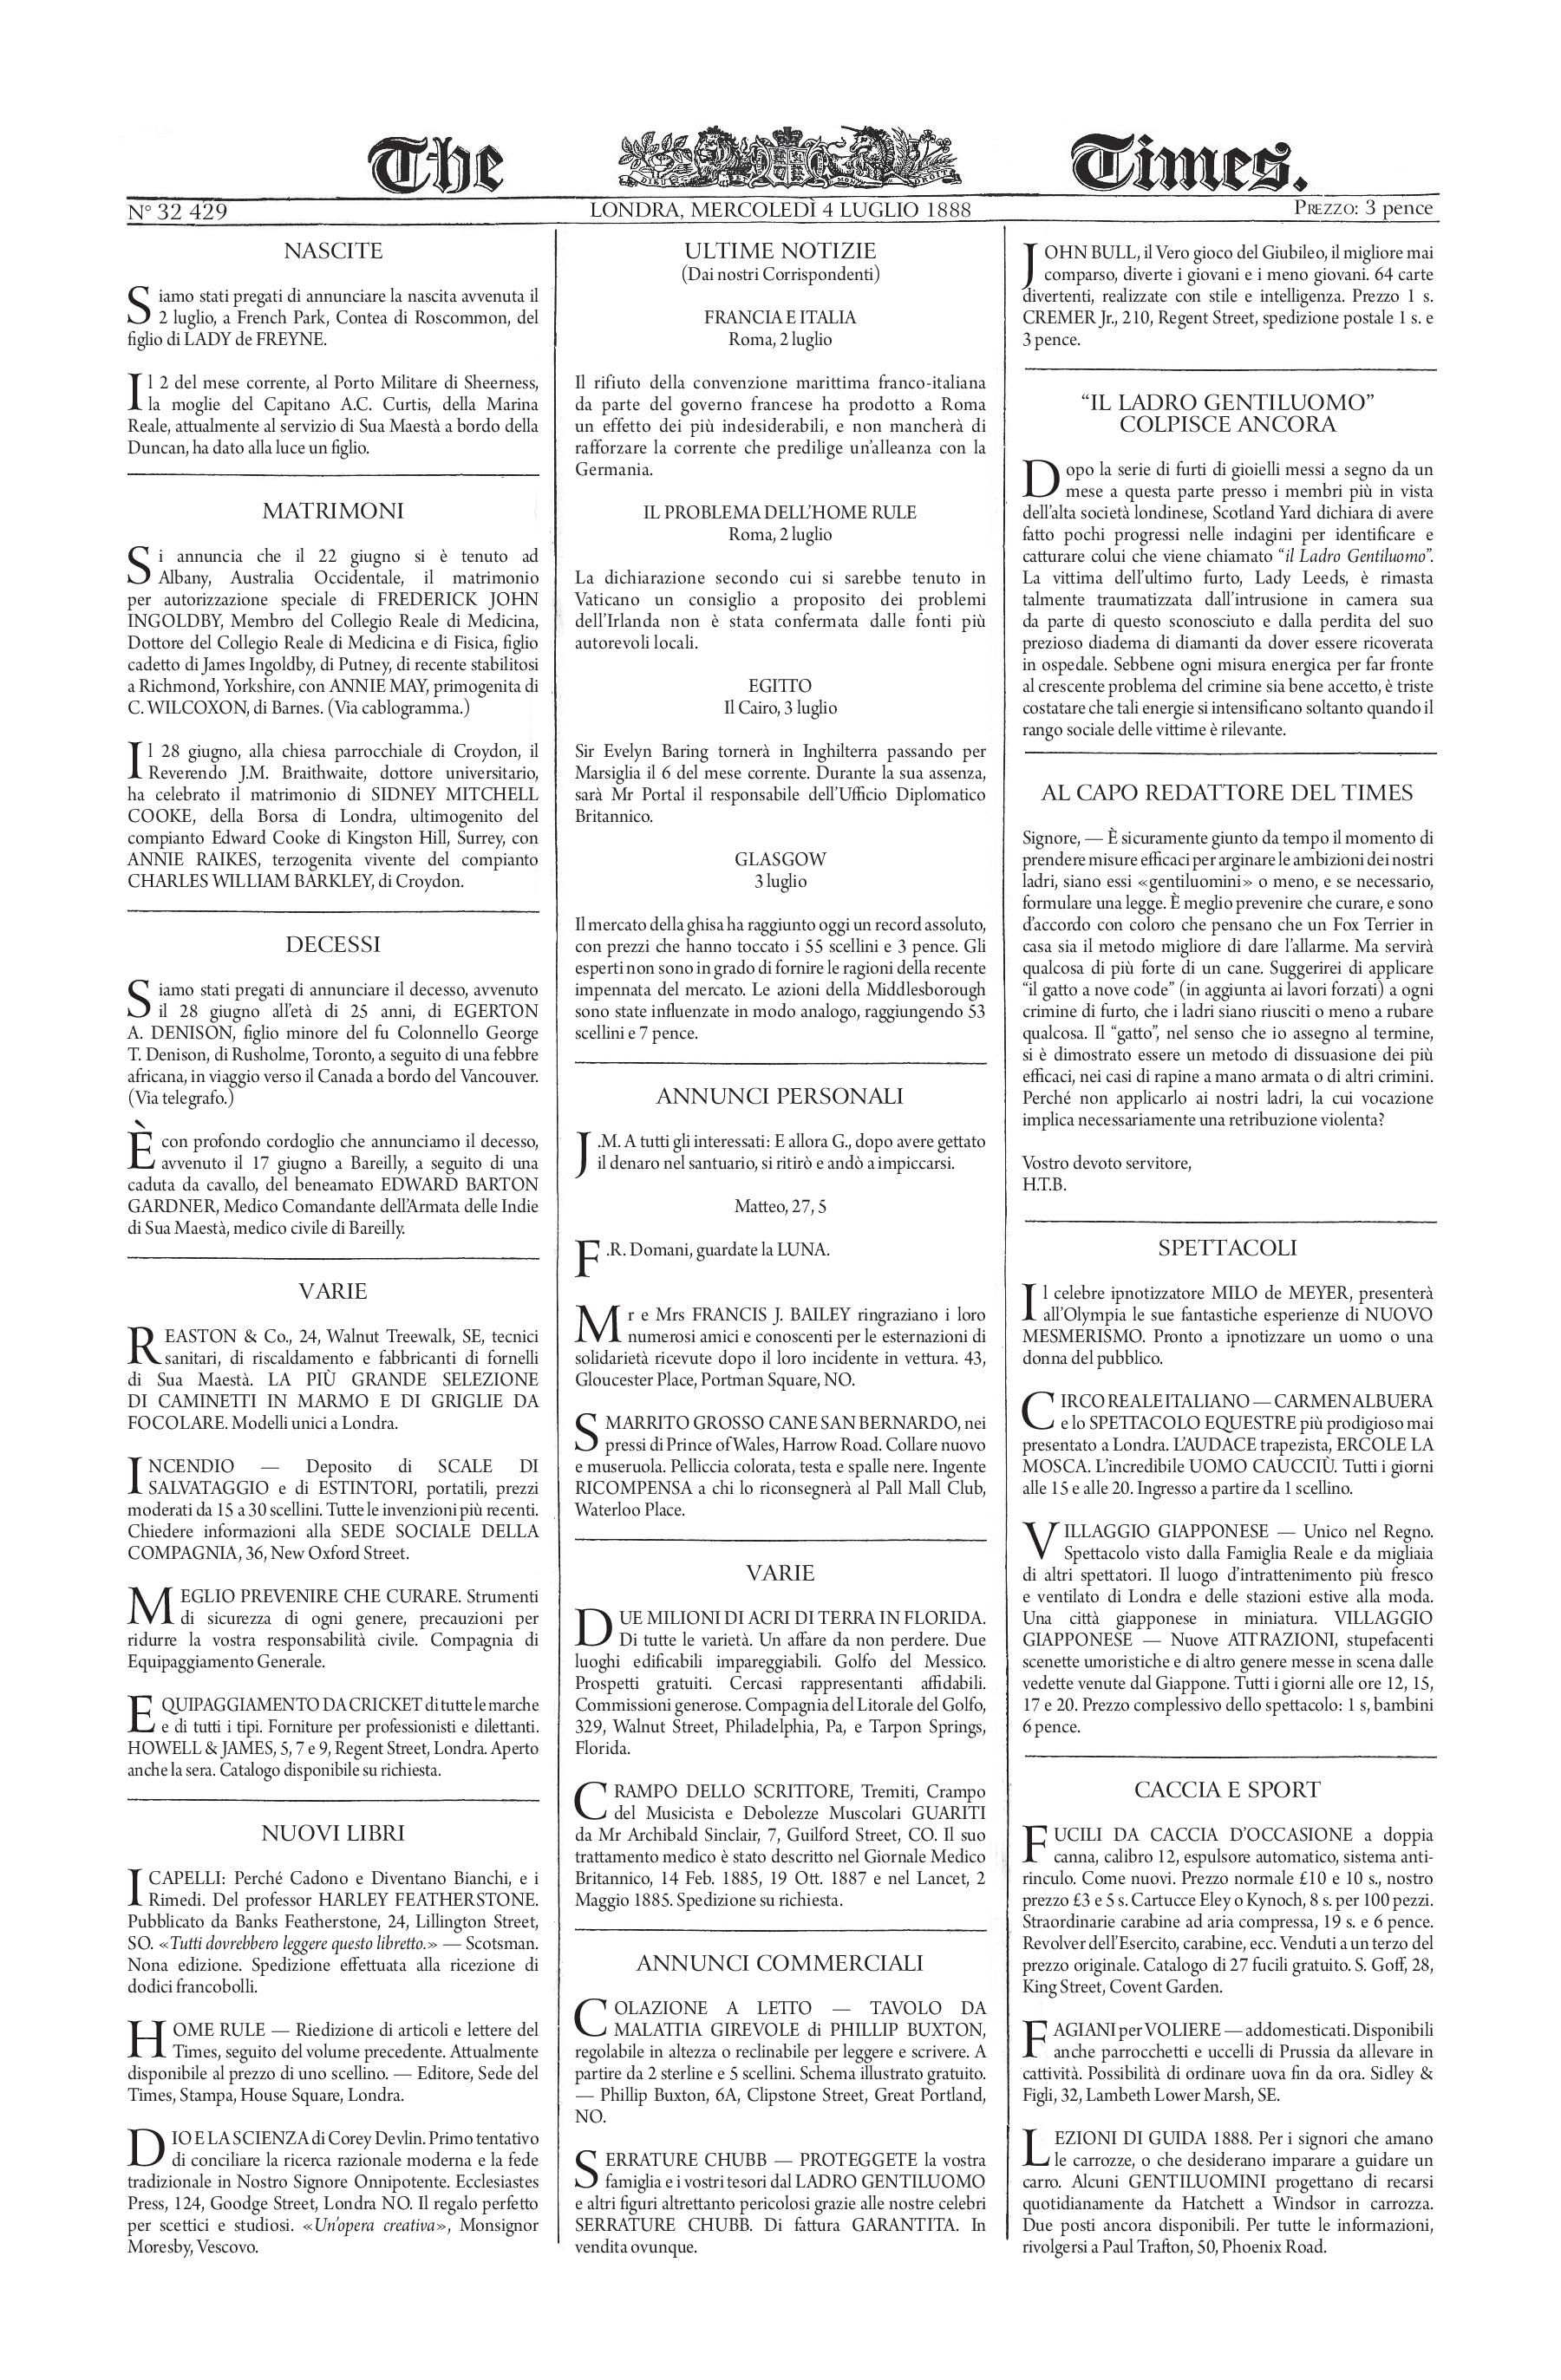 The Times.
DIEU ET MON DROIT
N° 32 429
LONDRA, MERCOLEDÌ 4 LUGLIO 1888
Prezzo: 3 pence
NASCITE
Siamo stati pregati di annunciare la nascita avvenuta il
2 luglio, a French Park, Contea di Roscommon, del
figlio di LADY de FREYNE.
Il 2 del mese corrente, al Porto Militare di Sheerness,
la moglie del Capitano A.C. Curtis, della Marina
Reale, attualmente al servizio di Sua Maestà a bordo della
Duncan, ha dato alla luce un figlio.
MATRIMONI
Si annuncia che il 22 giugno si è tenuto ad
Albany, Australia Occidentale, il matrimonio
per autorizzazione speciale di FREDERICK JOHN
INGOLDBY, Membro del Collegio Reale di Medicina,
Dottore del Collegio Reale di Medicina e di Fisica, figlio
cadetto di James Ingoldby, di Putney, di recente stabilitosi
a Richmond, Yorkshire, con ANNIE MAY, primogenita di
C. WILCOXON, di Barnes. (Via cablogramma.)
Il 28 giugno, alla chiesa parrocchiale di Croydon, il
Reverendo J.M. Braithwaite, dottore universitario,
ha celebrato il matrimonio di SIDNEY MITCHELL
COOKE, della Borsa di Londra, ultimogenito del
compianto Edward Cooke di Kingston Hill, Surrey, con
ANNIE RAIKES, terzogenita vivente del compianto
CHARLES WILLIAM BARKLEY, di Croydon.
DECESSI
Siamo stati pregati di annunciare il decesso, avvenuto
il 28 giugno all'età di 25 anni, di EGERTON
A. DENISON, figlio minore del fu Colonnello George
T. Denison, di Rusholme, Toronto, a seguito di una febbre
africana, in viaggio verso il Canada a bordo del Vancouver.
(Via telegrafo.)
È con profondo cordoglio che annunciamo il decesso,
avvenuto il 17 giugno a Bareilly, a seguito di una
caduta da cavallo, del beneamato EDWARD BARTON
GARDNER, Medico Comandante dell'Armata delle Indie
di Sua Maestà, medico civile di Bareilly.
VARIE
REASTON & Co., 24, Walnut Treewalk, SE, tecnici
sanitari, di riscaldamento e fabbricanti di fornelli
di Sua Maestà. LA PIÙ GRANDE SELEZIONE
DI CAMINETTI IN MARMO E DI GRIGLIE DA
FOCOLARE. Modelli unici a Londra.
INCENDIO — Deposito di SCALE DI
SALVATAGGIO e di ESTINTORI, portatili, prezzi
moderati da 15 a 30 scellini. Tutte le invenzioni più recenti.
Chiedere informazioni alla SEDE SOCIALE DELLA
COMPAGNIA, 36, New Oxford Street.
MEGLIO PREVENIRE CHE CURARE. Strumenti
di sicurezza di ogni genere, precauzioni per
ridurre la vostra responsabilità civile. Compagnia di
Equipaggiamento Generale.
EQUIPAGGIAMENTO DA CRICKET di tutte le marche
e di tutti i tipi. Forniture per professionisti e dilettanti.
HOWELL & JAMES, 5, 7 e 9, Regent Street, Londra. Aperto
anche la sera. Catalogo disponibile su richiesta.
NUOVI LIBRI
I CAPELLI: Perché Cadono e Diventano Bianchi, e i
Rimedi. Del professor HARLEY FEATHERSTONE.
Pubblicato da Banks Featherstone, 24, Lillington Street,
SO. «Tutti dovrebbero leggere questo libretto.» — Scotsman.
Nona edizione. Spedizione effettuata alla ricezione di
dodici francobolli.
HOME RULE — Riedizione di articoli e lettere del
Times, seguito del volume precedente. Attualmente
disponibile al prezzo di uno scellino. — Editore, Sede del
Times, Stampa, House Square, Londra.
DIO E LA SCIENZA di Corey Devlin. Primo tentativo
di conciliare la ricerca razionale moderna e la fede
tradizionale in Nostro Signore Onnipotente. Ecclesiastes
Press, 124, Goodge Street, Londra NO. Il regalo perfetto
per scettici e studiosi. «Un'opera creativa», Monsignor
Moresby, Vescovo.
ULTIME NOTIZIE
(Dai nostri Corrispondenti)
FRANCIA E ITALIA
Roma, 2 luglio
Il rifiuto della convenzione marittima franco-italiana
da parte del governo francese ha prodotto a Roma
un effetto dei più indesiderabili, e non mancherà di
rafforzare la corrente che predilige un'alleanza con la
Germania.
IL PROBLEMA DELL'HOME RULE
Roma, 2 luglio
La dichiarazione secondo cui si sarebbe tenuto in
Vaticano un consiglio a proposito dei problemi
dell'Irlanda non è stata confermata dalle fonti più
autorevoli locali.
EGITTO
Il Cairo, 3 luglio
Sir Evelyn Baring tornerà in Inghilterra passando per
Marsiglia il 6 del mese corrente. Durante la sua assenza,
sarà Mr Portal il responsabile dell'Ufficio Diplomatico
Britannico.
GLASGOW
3 luglio
Il mercato della ghisa ha raggiunto oggi un record assoluto,
con prezzi che hanno toccato i 55 scellini e 3 pence. Gli
esperti non sono in grado di fornire le ragioni della recente
impennata del mercato. Le azioni della Middlesborough
sono state influenzate in modo analogo, raggiungendo 53
scellini e 7 pence.
ANNUNCI PERSONALI
J.M. A tutti gli interessati: E allora G., dopo avere gettato
il denaro nel santuario, si ritirò e andò a impiccarsi.
Matteo, 27, 5
F.R. Domani, guardate la LUNA.
Mr e Mrs FRANCIS J. BAILEY ringraziano i loro
numerosi amici e conoscenti per le esternazioni di
solidarietà ricevute dopo il loro incidente in vettura. 43,
Gloucester Place, Portman Square, NO.
SMARRITO GROSSO CANE SAN BERNARDO, nei
pressi di Prince of Wales, Harrow Road. Collare nuovo
e museruola. Pelliccia colorata, testa e spalle nere. Ingente
RICOMPENSA a chi lo riconsegnerà al Pall Mall Club,
Waterloo Place.
VARIE
DUE MILIONI DI ACRI DI TERRA IN FLORIDA.
Di tutte le varietà. Un affare da non perdere. Due
luoghi edificabili impareggiabili. Golfo del Messico.
Prospetti gratuiti. Cercasi rappresentanti affidabili.
Commissioni generose. Compagnia del Litorale del Golfo,
329, Walnut Street, Philadelphia, Pa, e Tarpon Springs,
Florida.
CRAMPO DELLO SCRITTORE, Tremiti, Crampo
del Musicista e Debolezze Muscolari GUARITI
da Mr Archibald Sinclair, 7, Guilford Street, CO. Il suo
trattamento medico è stato descritto nel Giornale Medico
Britannico, 14 Feb. 1885, 19 Ott. 1887 e nel Lancet, 2
Maggio 1885. Spedizione su richiesta.
ANNUNCI COMMERCIALI
COLAZIONE A LETTO — TAVOLO DA
MALATTIA GIREVOLE di PHILLIP BUXTON,
regolabile in altezza o reclinabile per leggere e scrivere. A
partire da 2 sterline e 5 scellini. Schema illustrato gratuito.
— Phillip Buxton, 6A, Clipstone Street, Great Portland,
NO.
SERRATURE CHUBB — PROTEGGETE la vostra
famiglia e i vostri tesori dal LADRO GENTILUOMO
e altri figuri altrettanto pericolosi grazie alle nostre celebri
SERRATURE CHUBB. Di fattura GARANTITA. In
vendita ovunque.
JOHN BULL, il Vero gioco del Giubileo, il migliore mai
comparso, diverte i giovani e i meno giovani. 64 carte
divertenti, realizzate con stile e intelligenza. Prezzo 1 s.
CREMER Jr., 210, Regent Street, spedizione postale 1 s. e
3 pence.
“IL LADRO GENTILUOMO”
COLPISCE ANCORA
Dopo la serie di furti di gioielli messi a segno da un
mese a questa parte presso i membri più in vista
dell'alta società londinese, Scotland Yard dichiara di avere
fatto pochi progressi nelle indagini per identificare e
catturare colui che viene chiamato “il Ladro Gentiluomo”.
La vittima dell'ultimo furto, Lady Leeds, è rimasta
talmente traumatizzata dall'intrusione in camera sua
da parte di questo sconosciuto e dalla perdita del suo
prezioso diadema di diamanti da dover essere ricoverata
in ospedale. Sebbene ogni misura energica per far fronte
al crescente problema del crimine sia bene accetto, è triste
costatare che tali energie si intensificano soltanto quando il
rango sociale delle vittime è rilevante.
AL CAPO REDATTORE DEL TIMES
Signore, — È sicuramente giunto da tempo il momento di
prendere misure efficaci per arginare le ambizioni dei nostri
ladri, siano essi «gentiluomini» o meno, e se necessario,
formulare una legge. È meglio prevenire che curare, e sono
d'accordo con coloro che pensano che un Fox Terrier in
casa sia il metodo migliore di dare l'allarme. Ma servirà
qualcosa di più forte di un cane. Suggerirei di applicare
“il gatto a nove code” (in aggiunta ai lavori forzati) a ogni
crimine di furto, che i ladri siano riusciti o meno a rubare
qualcosa. Il “gatto”, nel senso che io assegno al termine,
si è dimostrato essere un metodo di dissuasione dei più
efficaci, nei casi di rapine a mano armata o di altri crimini.
Perché non applicarlo ai nostri ladri, la cui vocazione
implica necessariamente una retribuzione violenta?
Vostro devoto servitore,
H.T.B.
SPETTACOLI
Il celebre ipnotizzatore MILO de MEYER, presenterà
all'Olympia le sue fantastiche esperienze di NUOVO
MESMERISMO. Pronto a ipnotizzare un uomo o una
donna del pubblico.
CIRCO REALE ITALIANO — CARMEN ALBUERA
e lo SPETTACOLO EQUESTRE più prodigioso mai
presentato a Londra. L'AUDACE trapezista, ERCOLE LA
MOSCA. L'incredibile UOMO CAUCCIÙ. Tutti i giorni
alle 15 e alle 20. Ingresso a partire da 1 scellino.
VILLAGGIO GIAPPONESE — Unico nel Regno.
Spettacolo visto dalla Famiglia Reale e da migliaia
di altri spettatori. Il luogo d'intrattenimento più fresco
e ventilato di Londra e delle stazioni estive alla moda.
Una città giapponese in miniatura. VILLAGGIO
GIAPPONESE — Nuove ATTRAZIONI, stupefacenti
scenette umoristiche e di altro genere messe in scena dalle
vedette venute dal Giappone. Tutti i giorni alle ore 12, 15,
17 e 20. Prezzo complessivo dello spettacolo: 1 s, bambini
6 pence.
CACCIA E SPORT
FUCILI DA CACCIA D'OCCASIONE a doppia
canna, calibro 12, espulsore automatico, sistema anti-
rinculo. Come nuovi. Prezzo normale £10 e 10 s., nostro
prezzo £3 e 5 s. Cartucce Eley o Kynoch, 8 s. per 100 pezzi.
Straordinarie carabine ad aria compressa, 19 s. e 6 pence.
Revolver dell'Esercito, carabine, ecc. Venduti a un terzo del
prezzo originale. Catalogo di 27 fucili gratuito. S. Goff, 28,
King Street, Covent Garden.
FAGIANI per VOLIERE — addomesticati. Disponibili
anche parrocchetti e uccelli di Prussia da allevare in
cattività. Possibilità di ordinare uova fin da ora. Sidley &
Figli, 32, Lambeth Lower Marsh, SE.
LEZIONI DI GUIDA 1888. Per i signori che amano
le carrozze, o che desiderano imparare a guidare un
carro. Alcuni GENTILUOMINI progettano di recarsi
quotidianamente da Hatchett a Windsor in carrozza.
Due posti ancora disponibili. Per tutte le informazioni,
rivolgersi a Paul Trafton, 50, Phoenix Road.